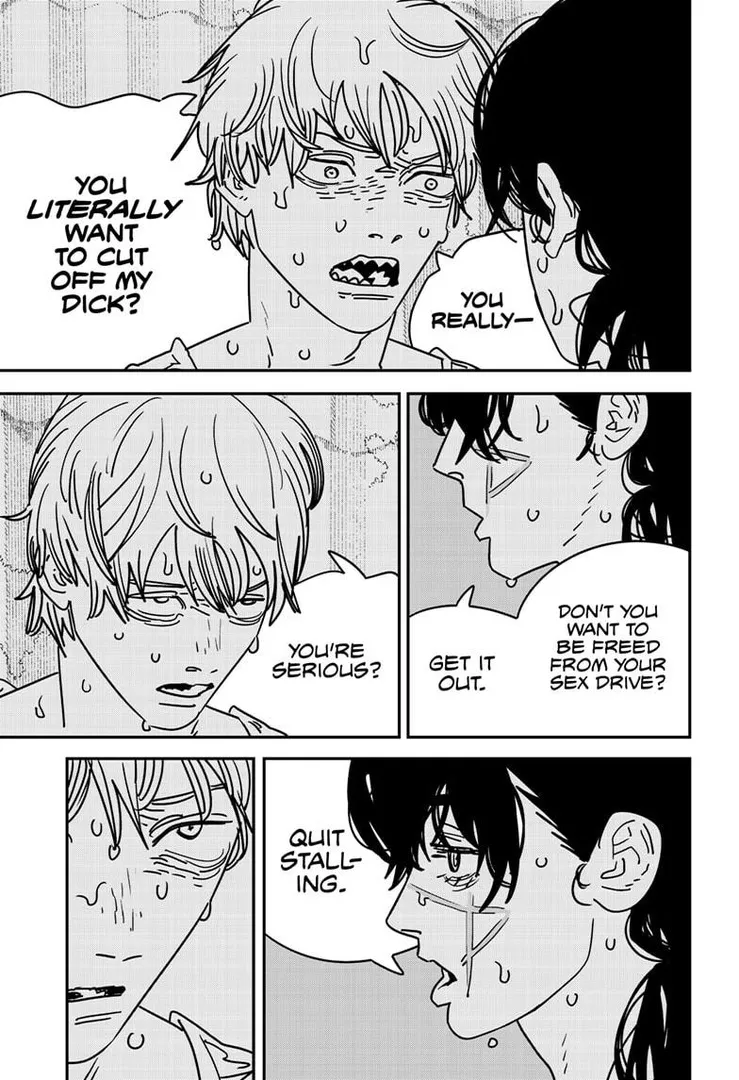 YOU
REALLY—
YOU
LITERALLY
WANT
TO CUT
OFF MY
DICK?
DON'T YOU
WANT TO
BE FREED
FROM YOUR
SEX DRIVE?
GET IT
OUT.
YOU'RE
SERIOUS?
QUIT
STALL-
ING.